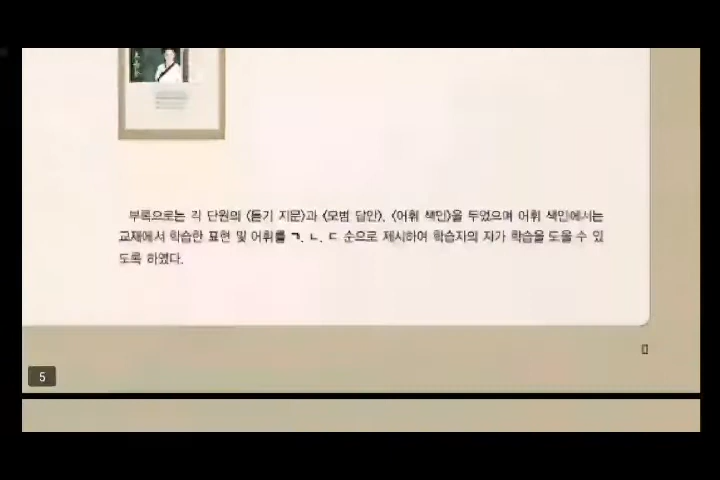 부록으로는 각 단원의 〈듣기 지문〉과 〈모범 답안〉, 〈어휘 색인〉을 두었으며 어휘 색인에서는
교재에서 학습한 표현 및 어휘를 ㄱ, ㄴ, ㄷ 순으로 제시하여 학습자의 자가 학습을 도울 수 있
도록 하였다.
5